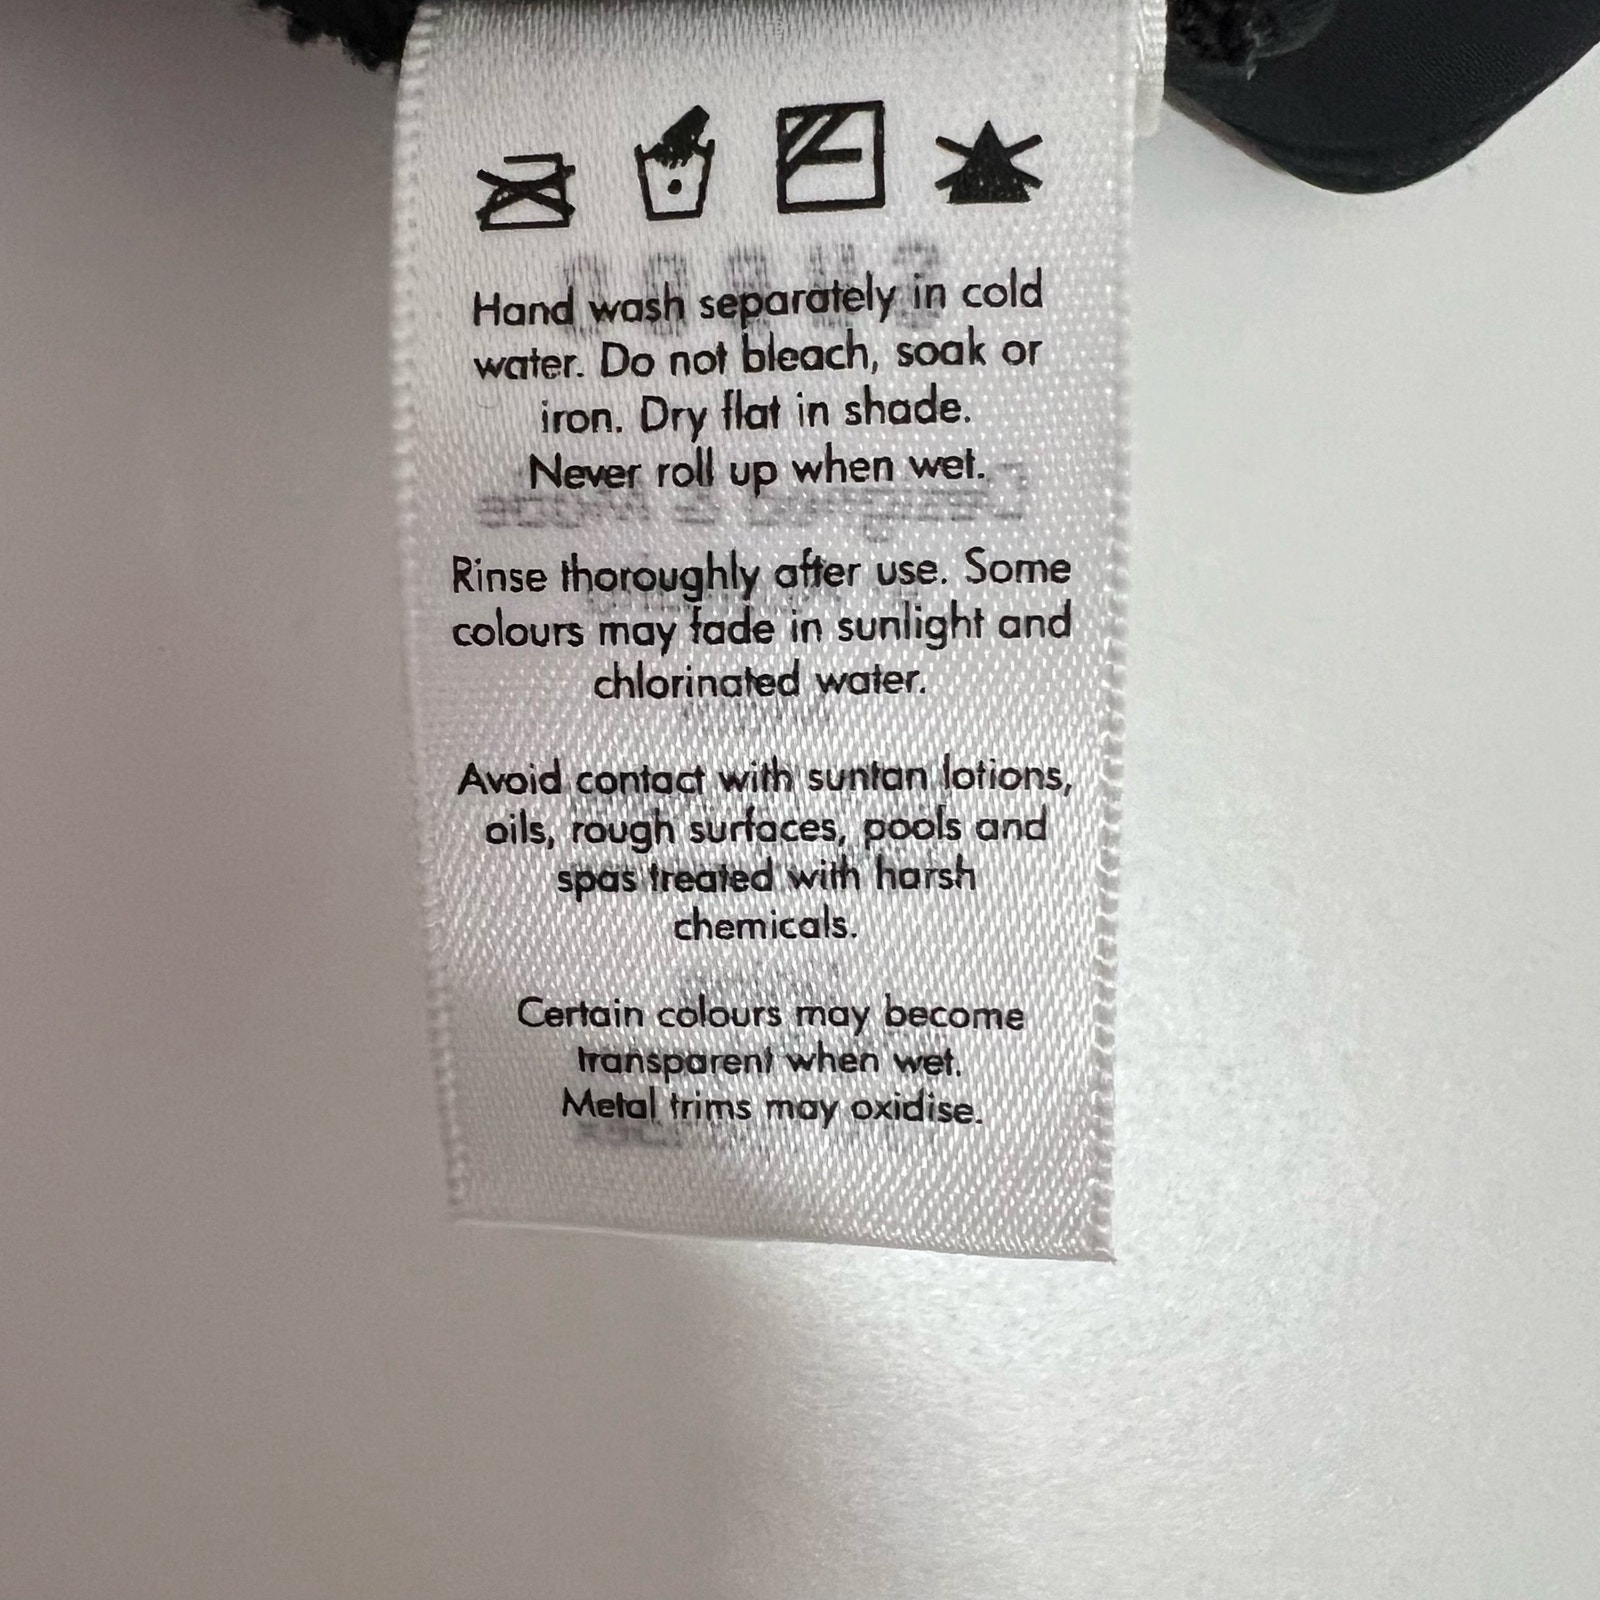 Hand wash separately in cold
water. Do not bleach, soak or
iron. Dry flat in shade.
Never roll up when wet.
Rinse thoroughly after use. Some
colours may fade in sunlight and
chlorinated water.
Avoid contact with suntan lotions,
oils, rough surfaces, pools and
spas treated with harsh
chemicals.
Certain colours may become
transparent when wet.
Metal trims may oxidise.